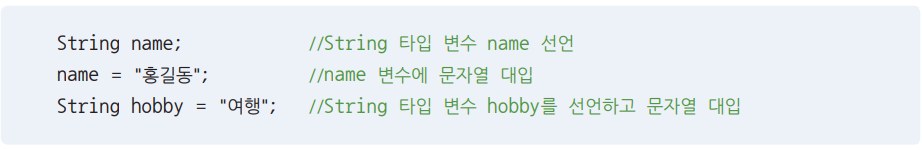 String name; //String 타입 변수 name 선언
name = "홍길동"; //name 변수에 문자열 대입
String hobby = "여행"; //String 타입 변수 hobby를 선언하고 문자열 대입